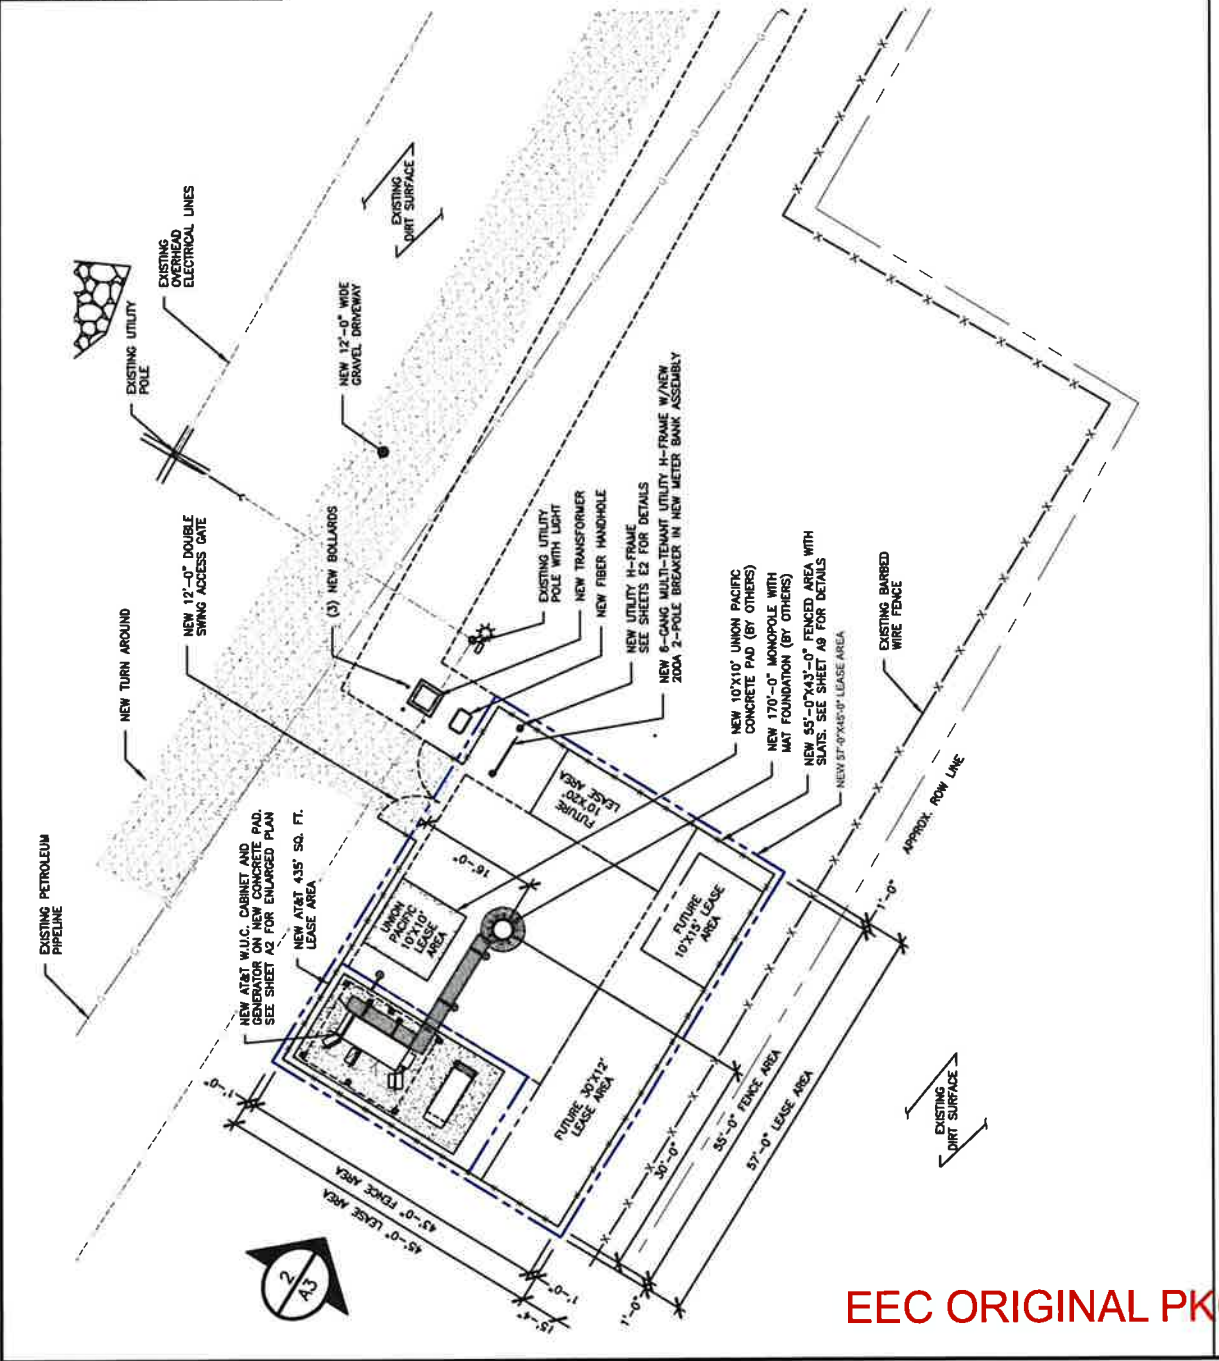 EXISTING PETROLEUM
PIPELINE
NEW TURN AROUND
NEW 12'-0" DOUBLE
SWING ACCESS GATE
EXISTING UTILITY
POLE
EXISTING
OVERHEAD
ELECTRICAL LINES
EXISTING
DIRT SURFACE
NEW 12'-0" WIDE
GRAVEL DRIVEWAY
(3) NEW BOLLARDS
NEW AT&T W.U.C. CABINET AND
GENERATOR ON NEW CONCRETE PAD.
SEE SHEET A2 FOR ENLARGED PLAN
NEW AT&T 435' SQ. FT.
LEASE AREA
EXISTING UTILITY
POLE WITH LIGHT
NEW TRANSFORMER
NEW FIBER HANDHOLE
NEW UTILITY H-FRAME
SEE SHEETS E2 FOR DETAILS
NEW 6-GANG MULTI-TENANT UTILITY H-FRAME W/NEW
200A 2-POLE BREAKER IN NEW METER BANK ASSEMBLY
NEW 10'X10' UNION PACIFIC
CONCRETE PAD (BY OTHERS)
NEW 170'-0" MONOPOLE WITH
MAT FOUNDATION (BY OTHERS)
NEW 55'-0"X43'-0" FENCED AREA WITH
SLATS. SEE SHEET A9 FOR DETAILS
NEW 57'-0"X45'-0" LEASE AREA
EXISTING BARBED
WIRE FENCE
APPROX. ROW LINE
UNION
PACIFIC
10'X10'
LEASE
AREA
16'-0"
FUTURE
10'X20'
LEASE AREA
FUTURE
10'X15' LEASE
AREA
FUTURE 30'X12'
LEASE AREA
1'-0"
43'-0" FENCE AREA
45'-0" LEASE AREA
1'-0"
15'-4"
1'-0"
30'-0"
55'-0" FENCE AREA
57'-0" LEASE AREA
1'-0"
EXISTING
DIRT SURFACE
2
A3
EEC ORIGINAL PK